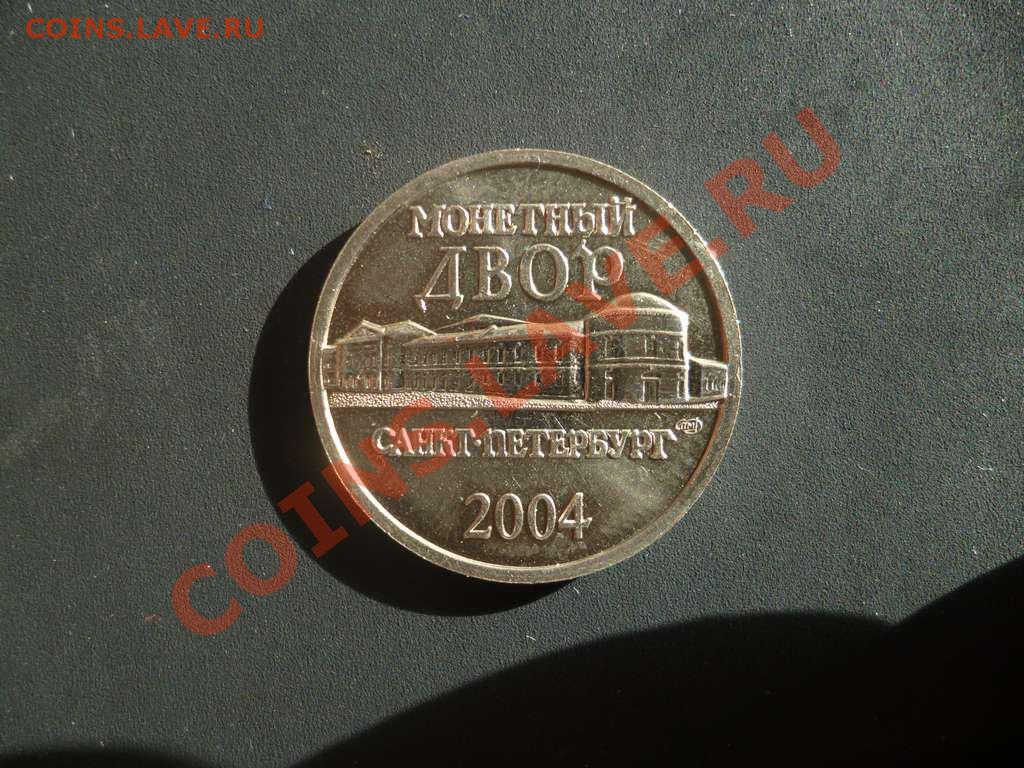 COINS.LAVE.RU
МОНЕТНЫЙ
ДВОР
САНКТ·ПЕТЕРБУРГ
2004
COINS.LAVE.RU